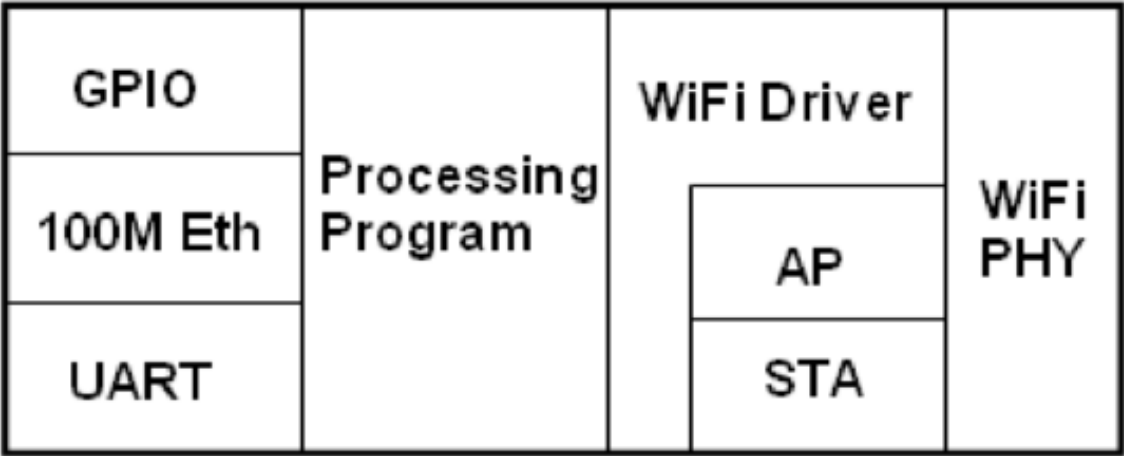 GPIO
100M Eth
UART
Processing
Program
WiFi Driver
AP
STA
WiFi
PHY